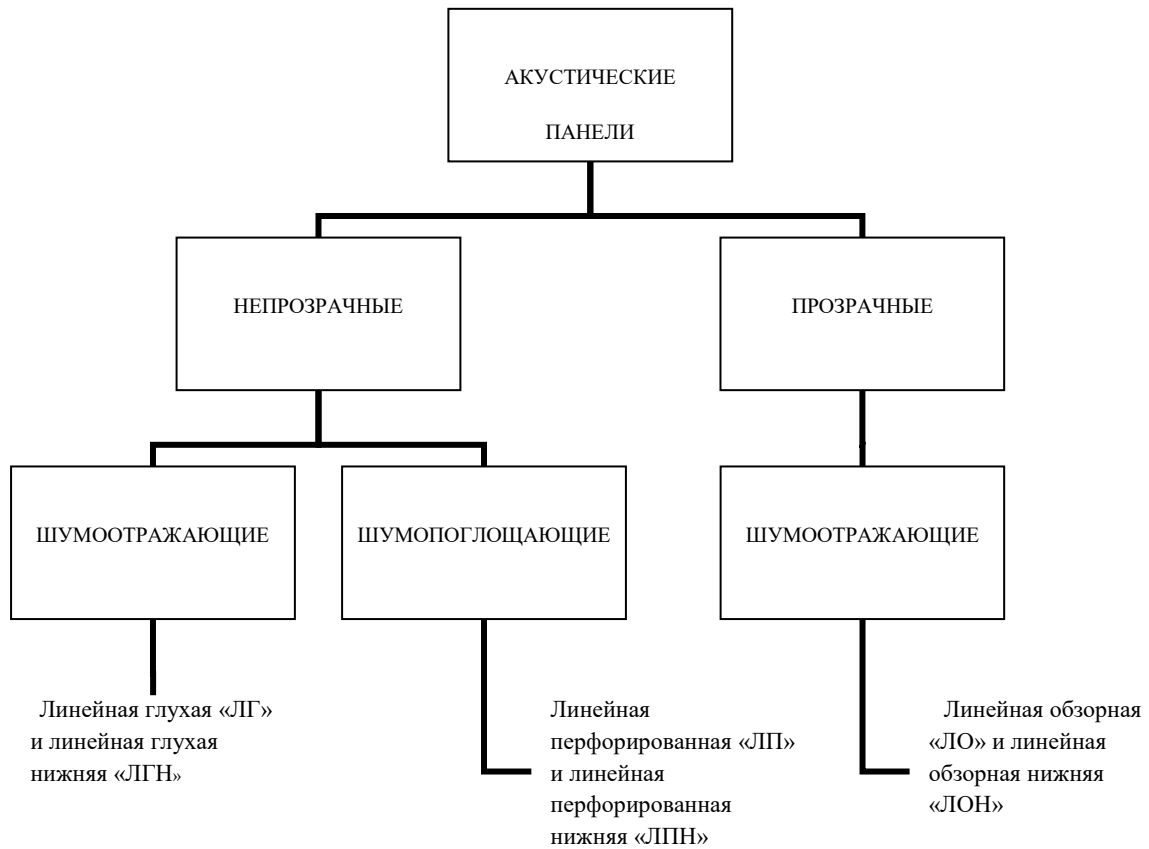 АКУСТИЧЕСКИЕ
ПАНЕЛИ
НЕПРОЗРАЧНЫЕ
ПРОЗРАЧНЫЕ
ШУМООТРАЖАЮЩИЕ
ШУМОПОГЛОЩАЮЩИЕ
ШУМООТРАЖАЮЩИЕ
Линейная глухая «ЛГ»
и линейная глухая
нижняя «ЛГН»
Линейная
перфорированная «ЛП»
и линейная
перфорированная
нижняя «ЛПН»
Линейная обзорная
«ЛО» и линейная
обзорная нижняя
«ЛОН»